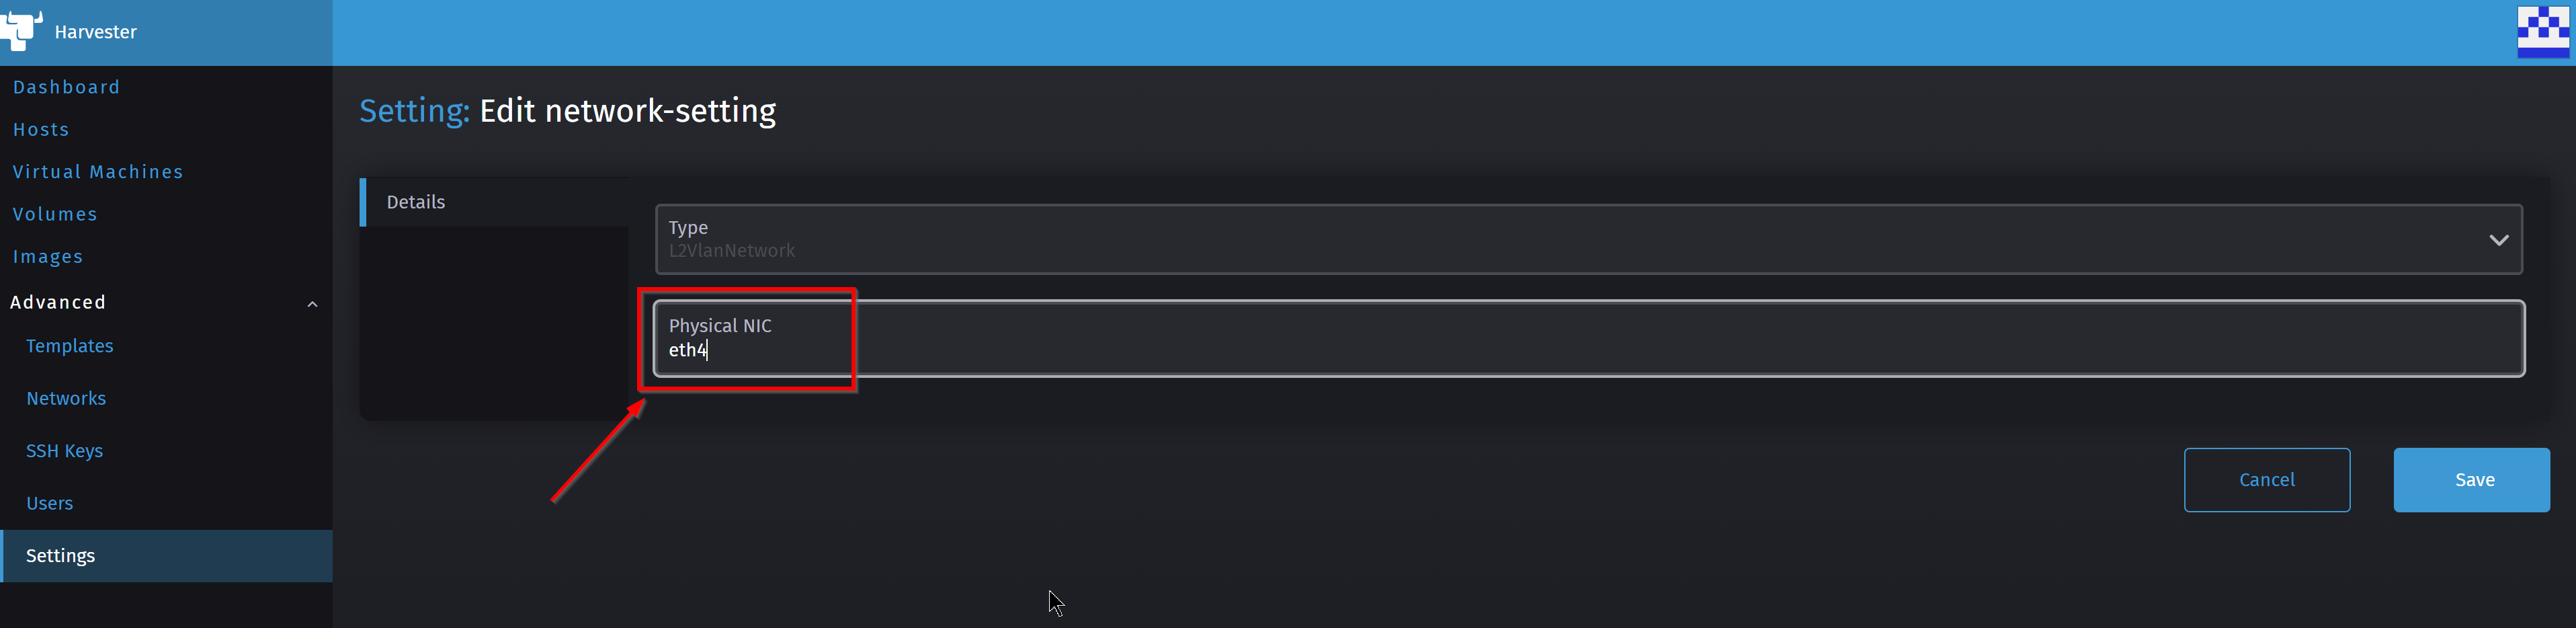 Harvester
Dashboard
Hosts
Virtual Machines
Volumes
Images
Advanced
Templates
Networks
SSH Keys
Users
Settings
Setting: Edit network-setting
Details
Type
L2VlanNetwork
Physical NIC
eth4
Cancel
Save